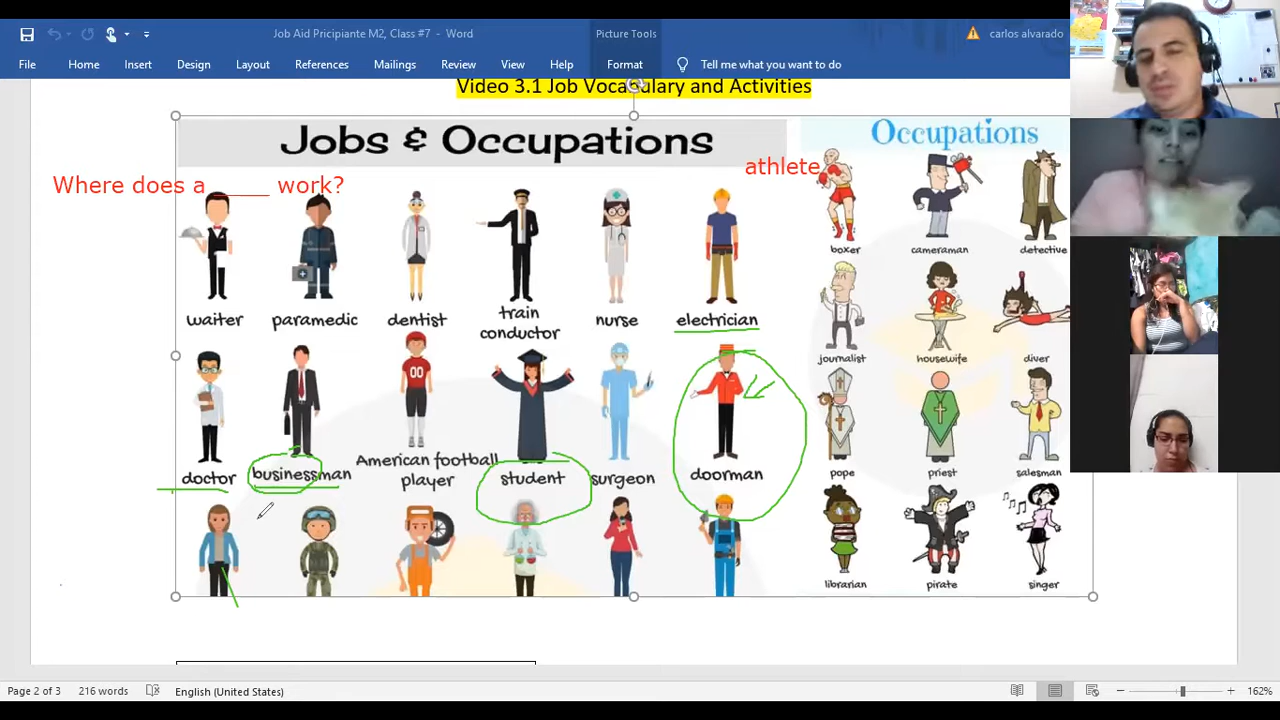 Job Aid Pricipiante M2, Class #7 - Word
Picture Tools
carlos alvarado
File Home Insert Design Layout References Mailings Review View Help Format Tell me what you want to do
Video 3.1 Job Vocabulary and Activities
Jobs & Occupations
Occupations
athlete
Where does a _____ work?
boxer cameraman detective
waiter paramedic dentist train conductor nurse electrician
journalist housewife diver
doctor businessman American football player student surgeon doorman
pope priest salesman
librarian pirate singer
00
Page 2 of 3 216 words English (United States) 162%